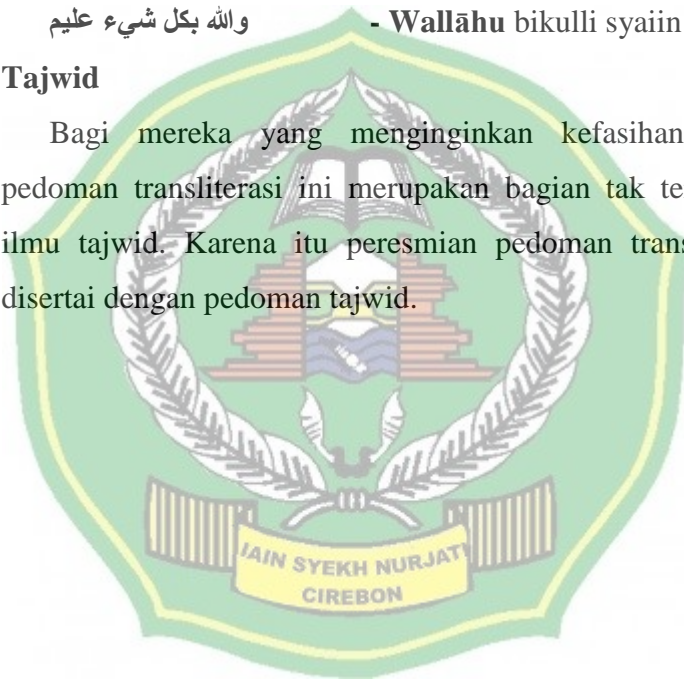 والله بكل شيء عليم - Wallāhu bikulli syaiin
Tajwid
Bagi mereka yang menginginkan kefasihan
pedoman transliterasi ini merupakan bagian tak te
ilmu tajwid. Karena itu peresmian pedoman trans
disertai dengan pedoman tajwid.
IAIN SYEKH NURJATI
CIREBON